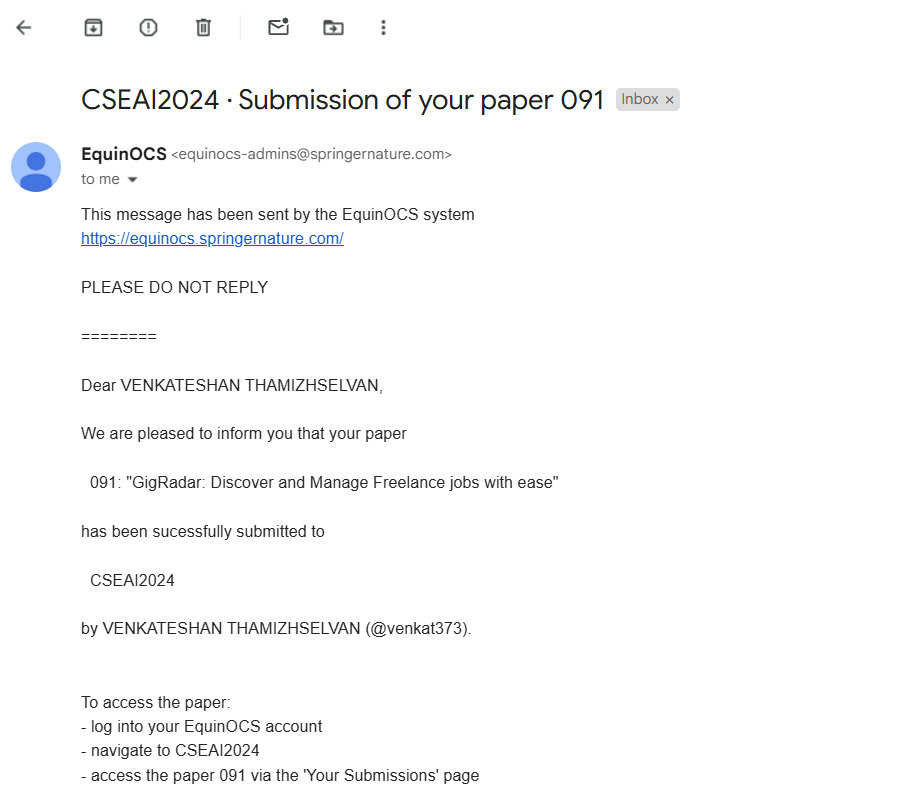 CSEAI2024 · Submission of your paper 091 Inbox ×
EquinOCS <equinocs-admins@springernature.com>
to me
This message has been sent by the EquinOCS system
https://equinocs.springernature.com/
PLEASE DO NOT REPLY
========
Dear VENKATESHAN THAMIZHSELVAN,
We are pleased to inform you that your paper
091: "GigRadar: Discover and Manage Freelance jobs with ease"
has been sucessfully submitted to
CSEAI2024
by VENKATESHAN THAMIZHSELVAN (@venkat373).
To access the paper:
- log into your EquinOCS account
- navigate to CSEAI2024
- access the paper 091 via the 'Your Submissions' page